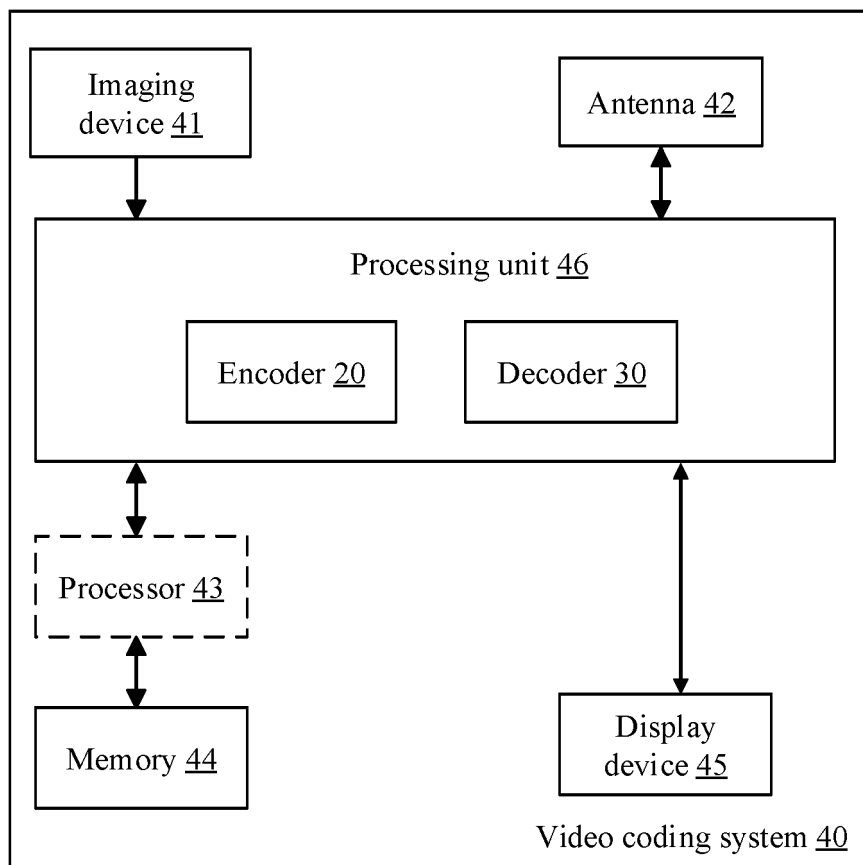 Imaging
device 41
Antenna 42
Processing unit 46
Encoder 20
Decoder 30
Processor 43
Memory 44
Display
device 45
Video coding system 40